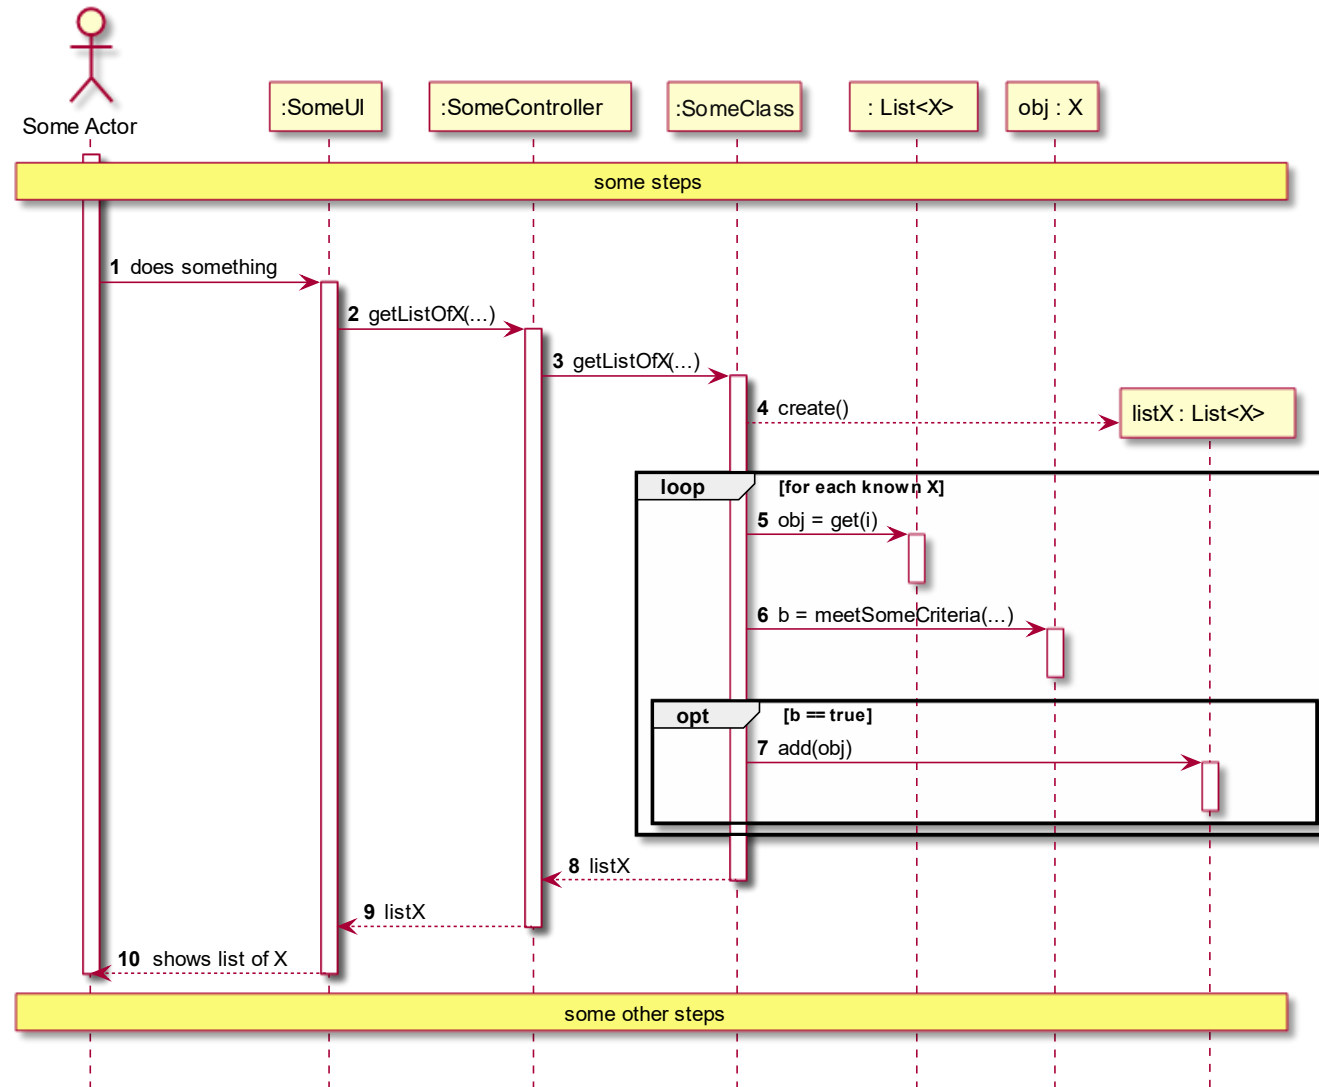 Some Actor
:SomeUI
:SomeController
:SomeClass
: List<X>
obj : X
some steps
1 does something
2 getListOfX(...)
3 getListOfX(...)
4 create()
listX : List<X>
loop [for each known X]
5 obj = get(i)
6 b = meetSomeCriteria(...)
opt [b == true]
7 add(obj)
8 listX
9 listX
10 shows list of X
some other steps